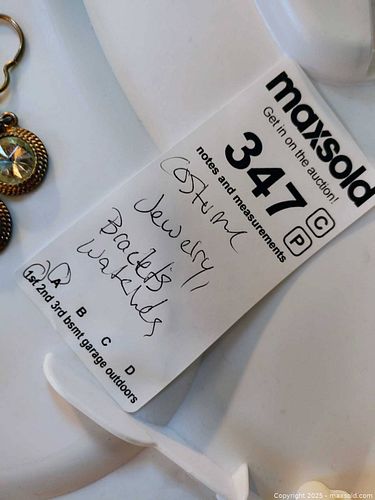 maxsold
Get in on the auction!
347
C
P
notes and measurements
Costume
Jewelry,
Braclets,
Watches
A B C D
1st 2nd 3rd bsmt garage outdoors
Copyright 2025 - maxsold.com